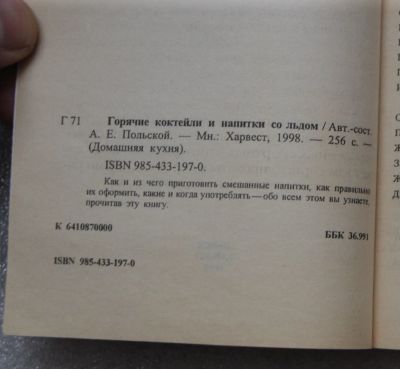 Г 71 Горячие коктейли и напитки со льдом / Авт.-сост.
А. Е. Польской. — Мн.: Харвест, 1998. — 256 с. —
(Домашняя кухня).
ISBN 985-433-197-0.
Как и из чего приготовить смешанные напитки, как правильно
их оформить, какие и когда употреблять — обо всем этом вы узнаете,
прочитав эту книгу.
К 6410870000
ББК 36.991
ISBN 985-433-197-0